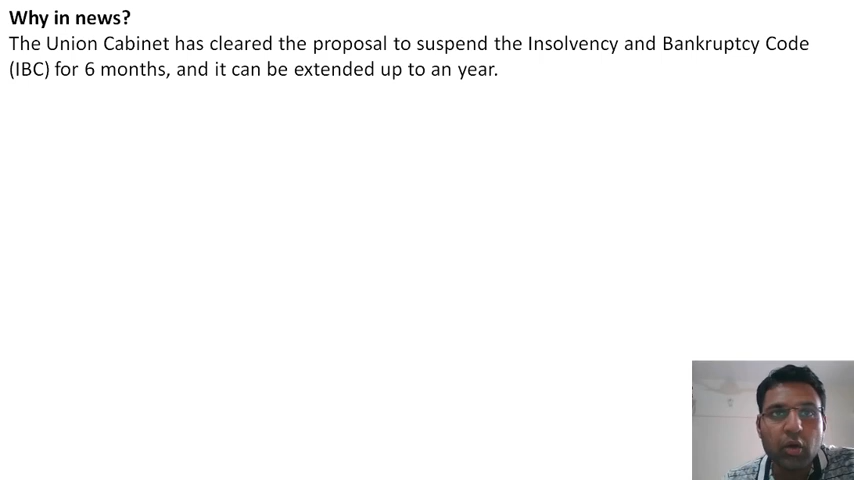 Why in news?
The Union Cabinet has cleared the proposal to suspend the Insolvency and Bankruptcy Code
(IBC) for 6 months, and it can be extended up to an year.